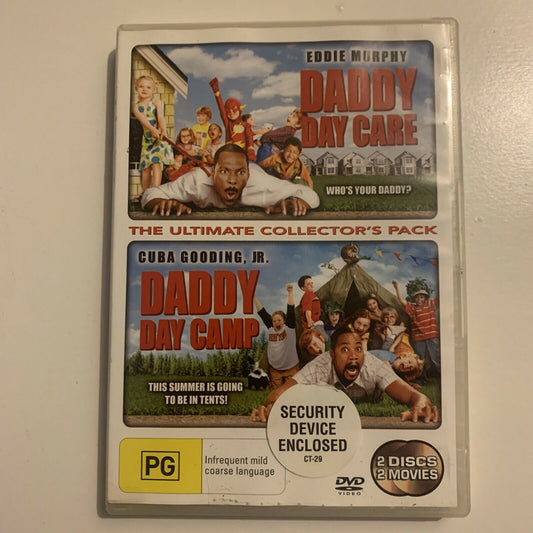 EDDIE MURPHY
DADDY
DAY CARE
WHO'S YOUR DADDY?
THE ULTIMATE COLLECTOR'S PACK
CUBA GOODING, JR.
DADDY
DAY CAMP
THIS SUMMER IS GOING
TO BE IN TENTS!
SECURITY
DEVICE
ENCLOSED
CT-29
PG
Infrequent mild
coarse language
DVD
VIDEO
2 DISCS
2 MOVIES